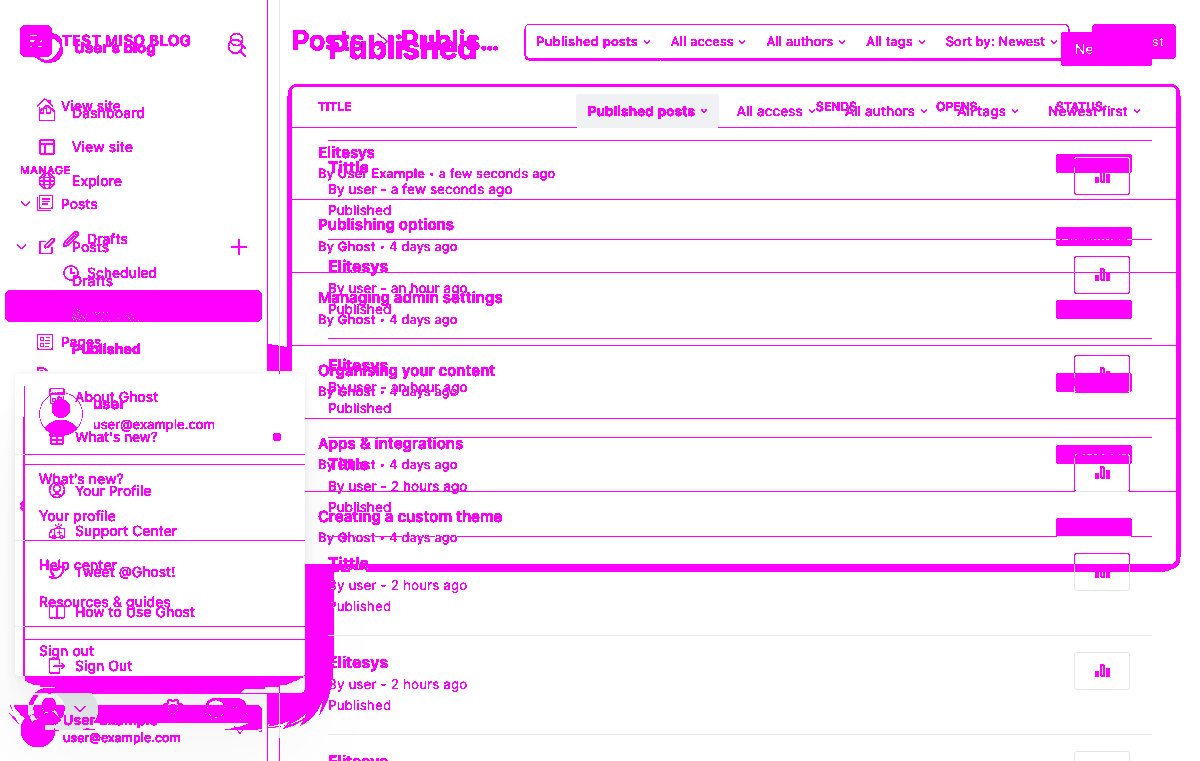 TEST MISO BLOG
user's Blog
View site
Dashboard
View site
MANAGE
Explore
Posts
Drafts
Posts
Scheduled
Drafts
Pages
Published
About Ghost
user
user@example.com
What's new?
What's new?
Your Profile
Your profile
Support Center
Help center
Tweet @Ghost!
Resources & guides
How to Use Ghost
Sign out
Sign Out
User Example
user@example.com
Posts Publis...
Published
Published posts All access All authors All tags Sort by: Newest
Ne
st
TITLE SENDS OPENS STATUS
Published posts All access All authors All tags Newest first
Elitesys
Tittle
By User Example • a few seconds ago
By user - a few seconds ago
Published
Publishing options
By Ghost • 4 days ago
Elitesys
By user - an hour ago
Managing admin settings
Published
By Ghost • 4 days ago
Elitesys
Organising your content
By user - an hour ago
By Ghost • 4 days ago
Published
Apps & integrations
Tittle
By Ghost • 4 days ago
By user - 2 hours ago
Published
Creating a custom theme
By Ghost • 4 days ago
Tittle
By user - 2 hours ago
Published
Elitesys
By user - 2 hours ago
Published
Elitesys